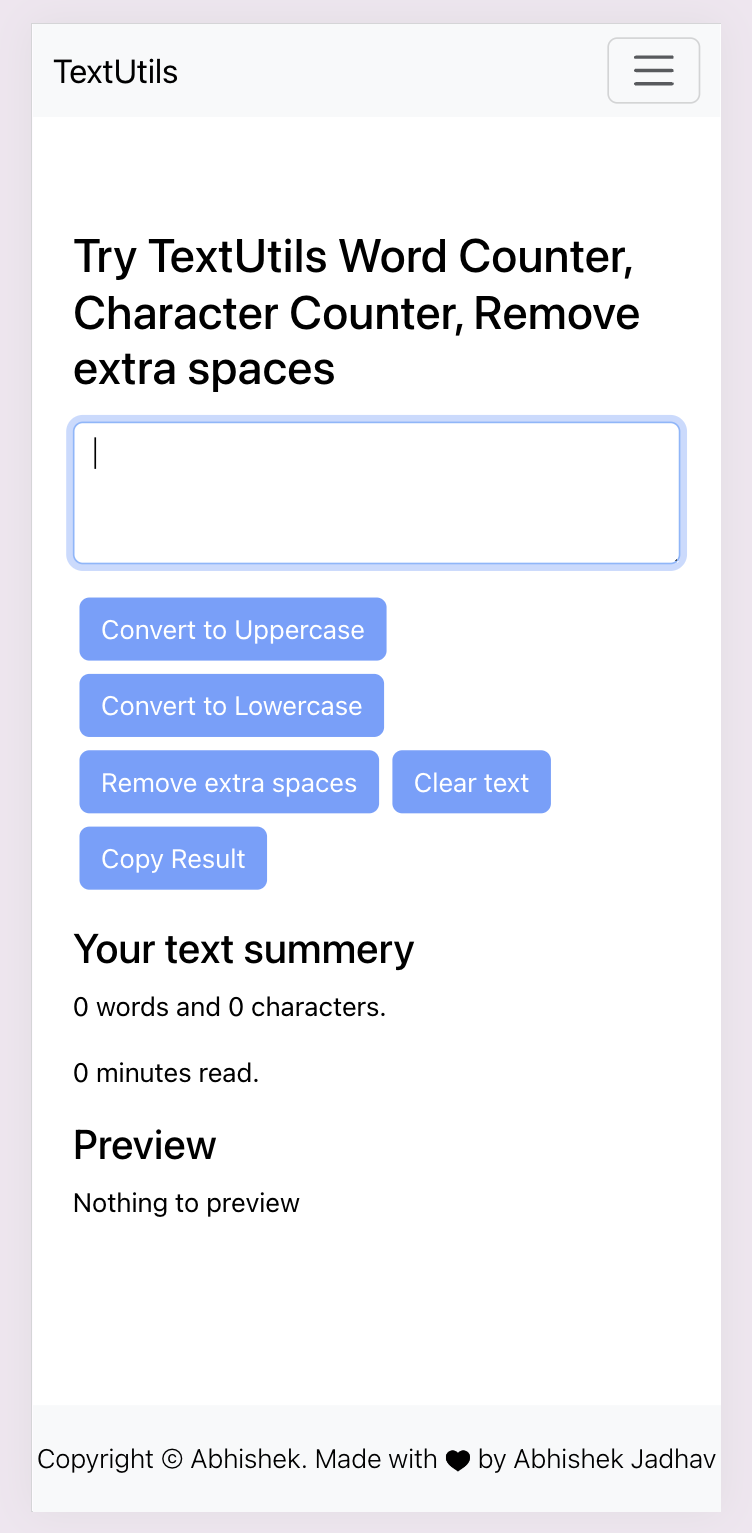 TextUtils
Try TextUtils Word Counter,
Character Counter, Remove
extra spaces
Convert to Uppercase
Convert to Lowercase
Remove extra spaces Clear text
Copy Result
Your text summery
0 words and 0 characters.
0 minutes read.
Preview
Nothing to preview
Copyright © Abhishek. Made with 🖤 by Abhishek Jadhav